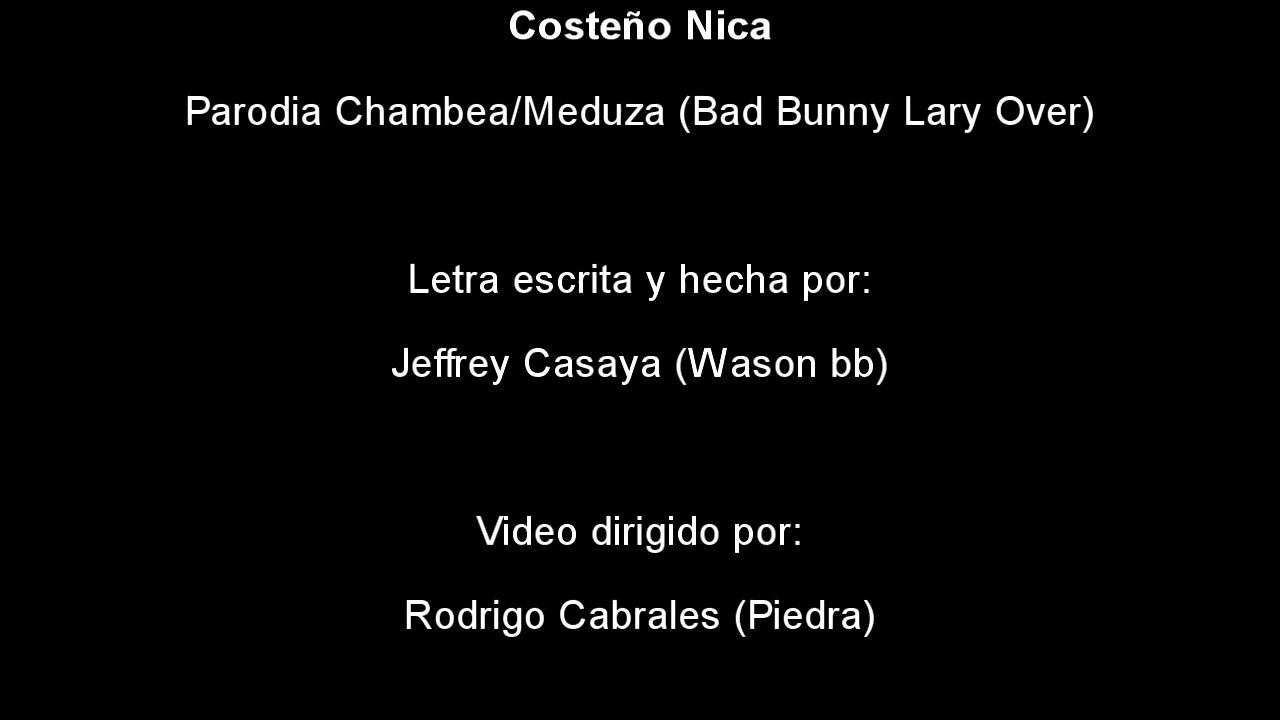 Costeño Nica
Parodia Chambea/Meduza (Bad Bunny Lary Over)
Letra escrita y hecha por:
Jeffrey Casaya (Wason bb)
Video dirigido por:
Rodrigo Cabrales (Piedra)